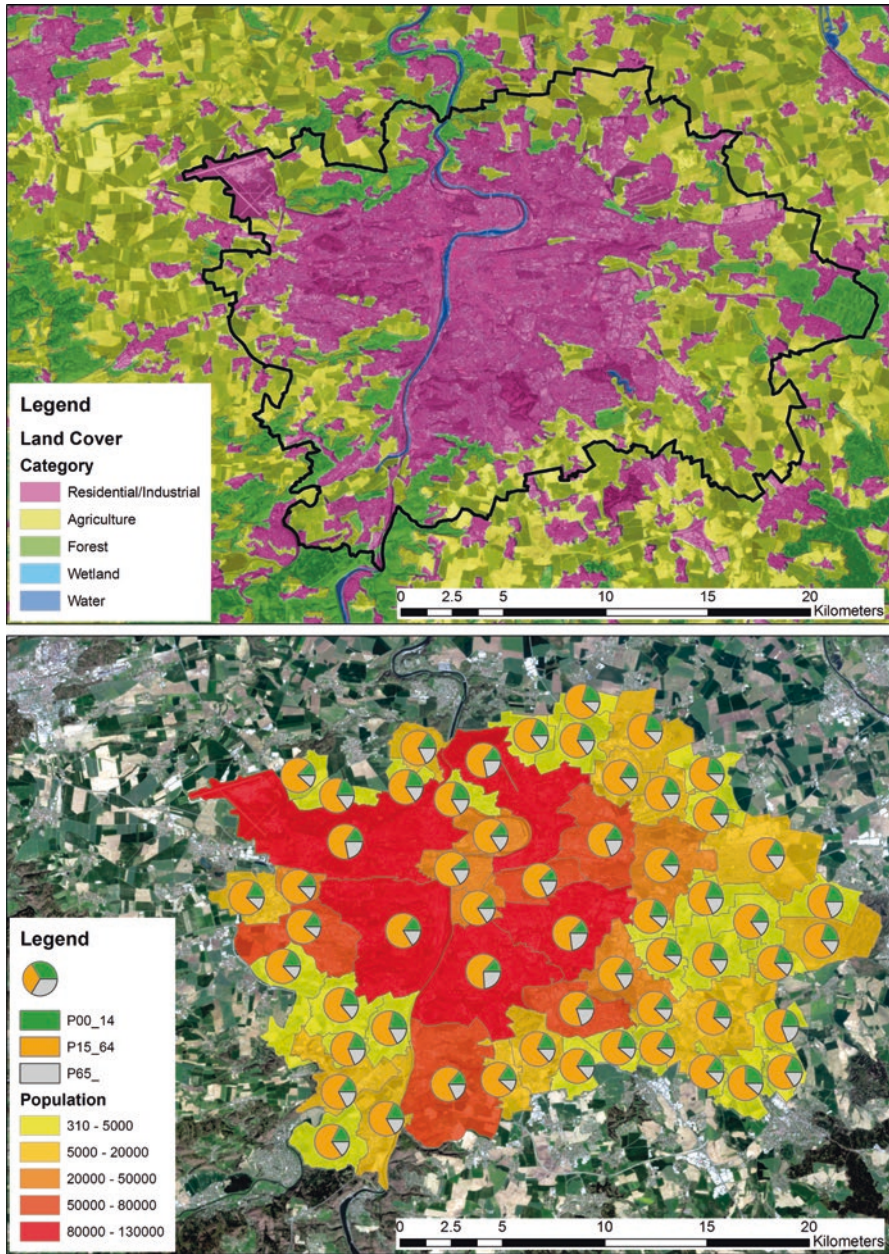 Legend
Land Cover
Category
Residential/Industrial
Agriculture
Forest
Wetland
Water
0 2.5 5 10 15 20
Kilometers
Legend
P00_14
P15_64
P65_
Population
310 - 5000
5000 - 20000
20000 - 50000
50000 - 80000
80000 - 130000
0 2.5 5 10 15 20
Kilometers